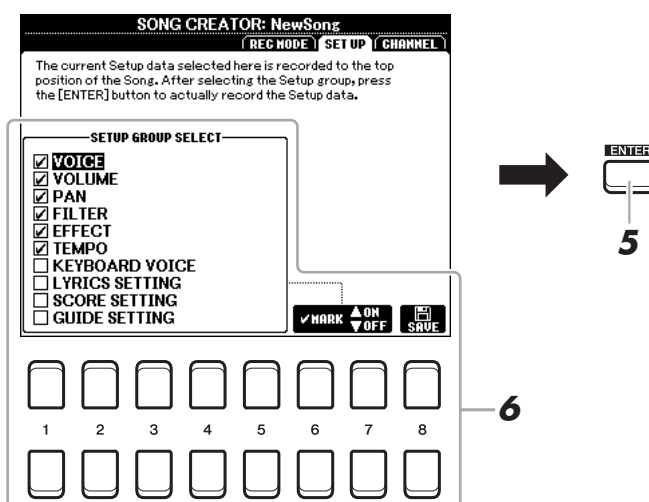 SONG CREATOR: NewSong
REC MODE SET UP CHANNEL
The current Setup data selected here is recorded to the top
position of the Song. After selecting the Setup group, press
the [ENTER] button to actually record the Setup data.
SETUP GROUP SELECT
VOICE
VOLUME
PAN
FILTER
EFFECT
TEMPO
KEYBOARD VOICE
LYRICS SETTING
SCORE SETTING
GUIDE SETTING
MARK ON
OFF
SAVE
ENTER
5
6
1 2 3 4 5 6 7 8